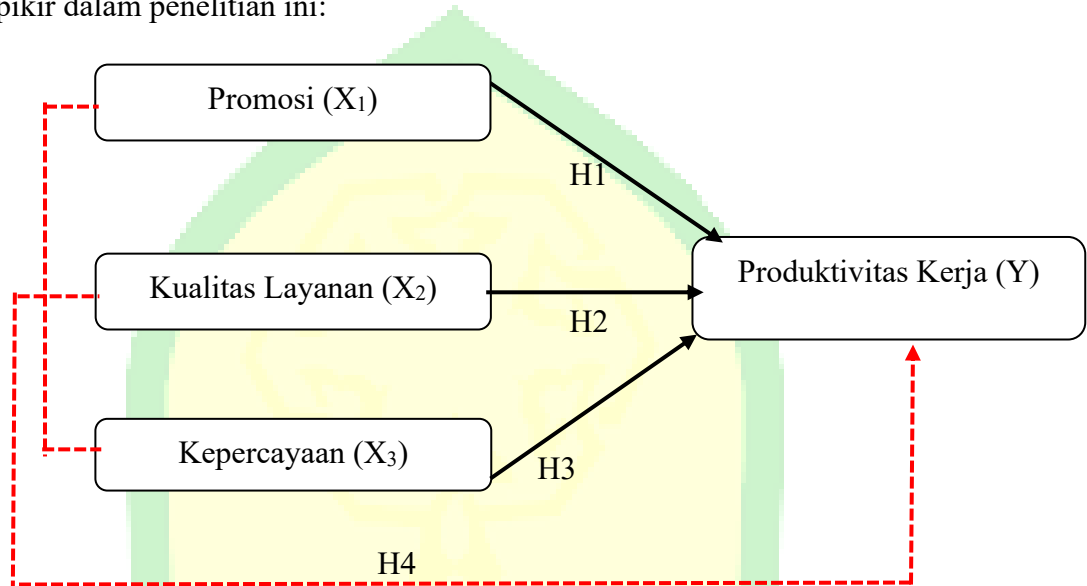 pikir dalam penelitian ini:
Promosi (X₁)
H1
Produktivitas Kerja (Y)
Kualitas Layanan (X₂)
H2
Kepercayaan (X₃)
H3
H4